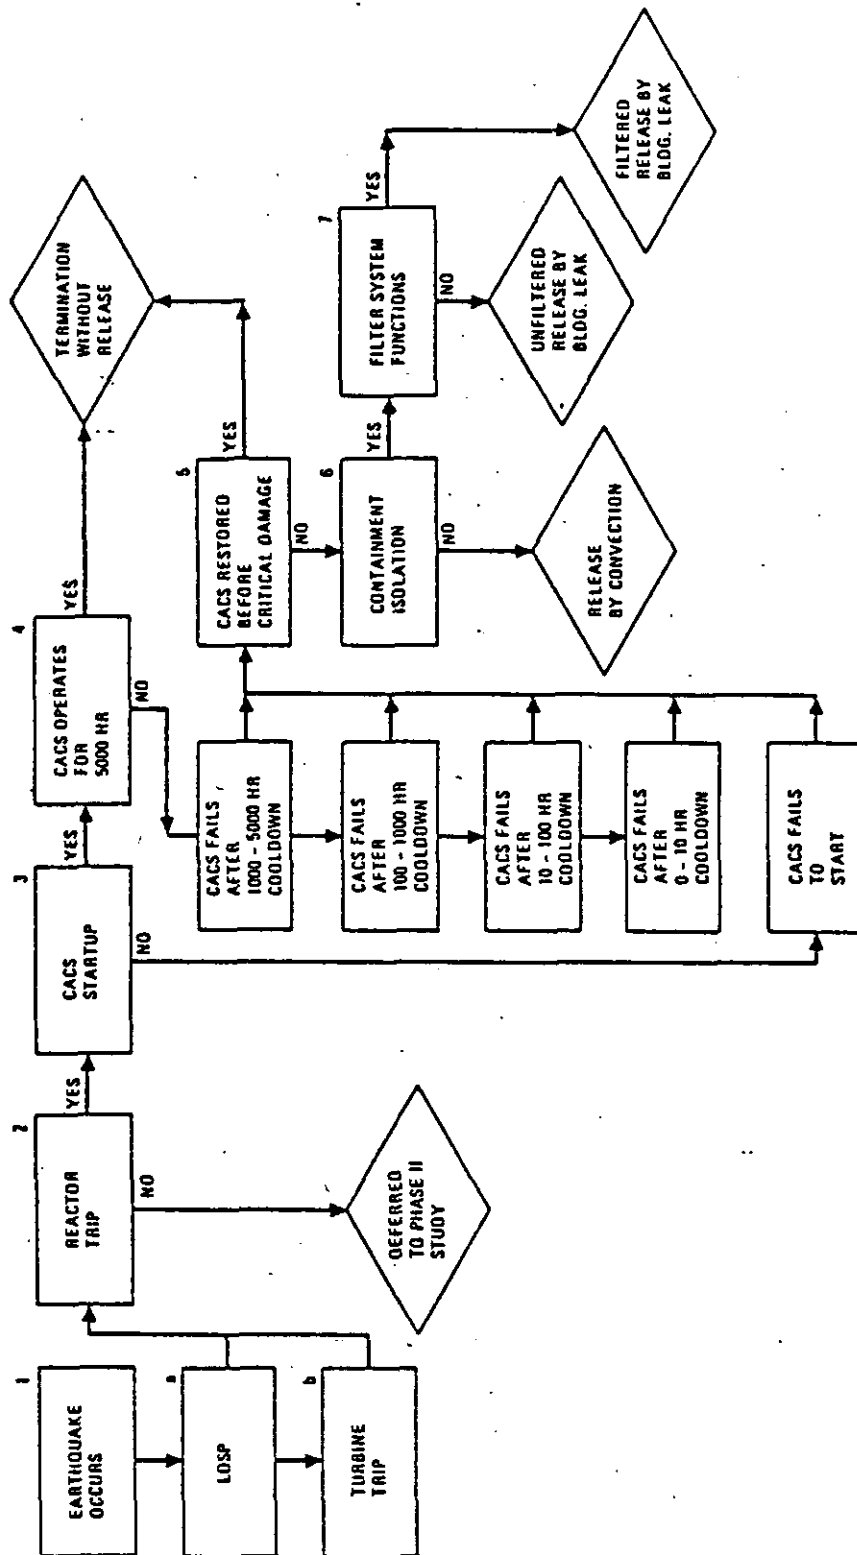 1
EARTHQUAKE
OCCURS
a
LOSP
b
TURBINE
TRIP
2
REACTOR
TRIP
YES
NO
DEFERRED
TO PHASE II
STUDY
3
CACS
STARTUP
YES
NO
4
CACS OPERATES
FOR
5000 HR
YES
NO
TERMINATION
WITHOUT
RELEASE
CACS FAILS
AFTER
1000 - 5000 HR
COOLDOWN
CACS FAILS
AFTER
100 - 1000 HR
COOLDOWN
CACS FAILS
AFTER
10 - 100 HR
COOLDOWN
CACS FAILS
AFTER
0 - 10 HR
COOLDOWN
CACS FAILS
TO
START
5
CACS RESTORED
BEFORE
CRITICAL DAMAGE
YES
NO
6
CONTAINMENT
ISOLATION
YES
NO
RELEASE
BY CONVECTION
7
FILTER SYSTEM
FUNCTIONS
YES
NO
UNFILTERED
RELEASE BY
BLDG. LEAK
FILTERED
RELEASE BY
BLDG. LEAK